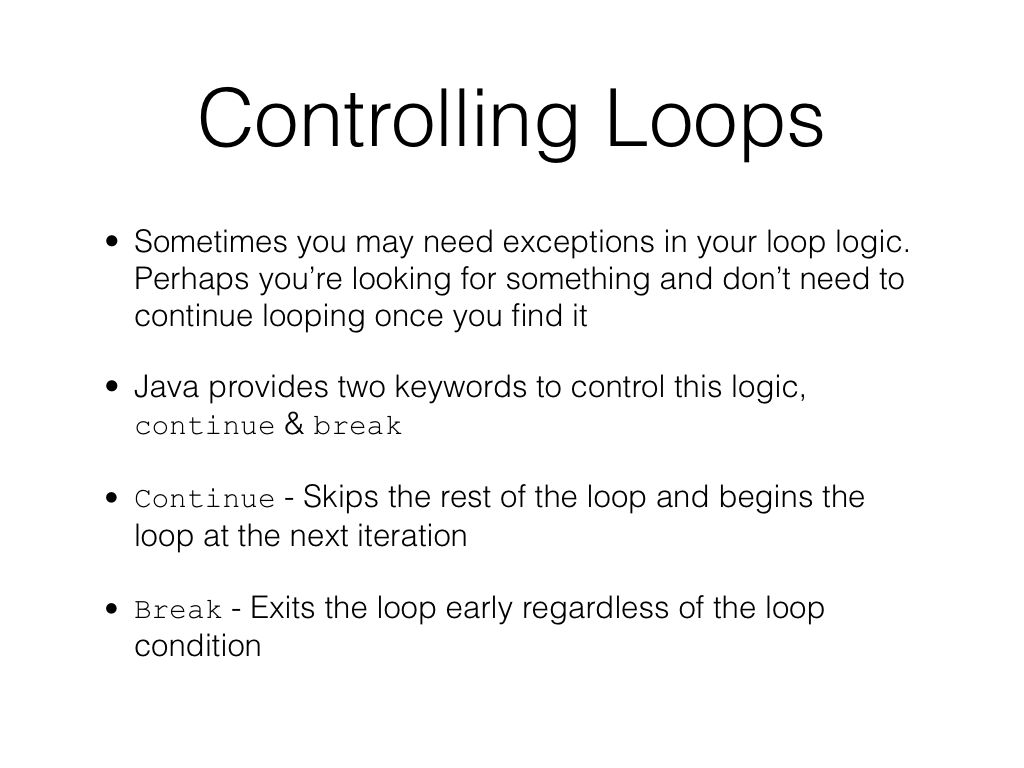 Controlling Loops
• Sometimes you may need exceptions in your loop logic.
Perhaps you’re looking for something and don’t need to
continue looping once you find it
• Java provides two keywords to control this logic,
continue & break
• Continue - Skips the rest of the loop and begins the
loop at the next iteration
• Break - Exits the loop early regardless of the loop
condition